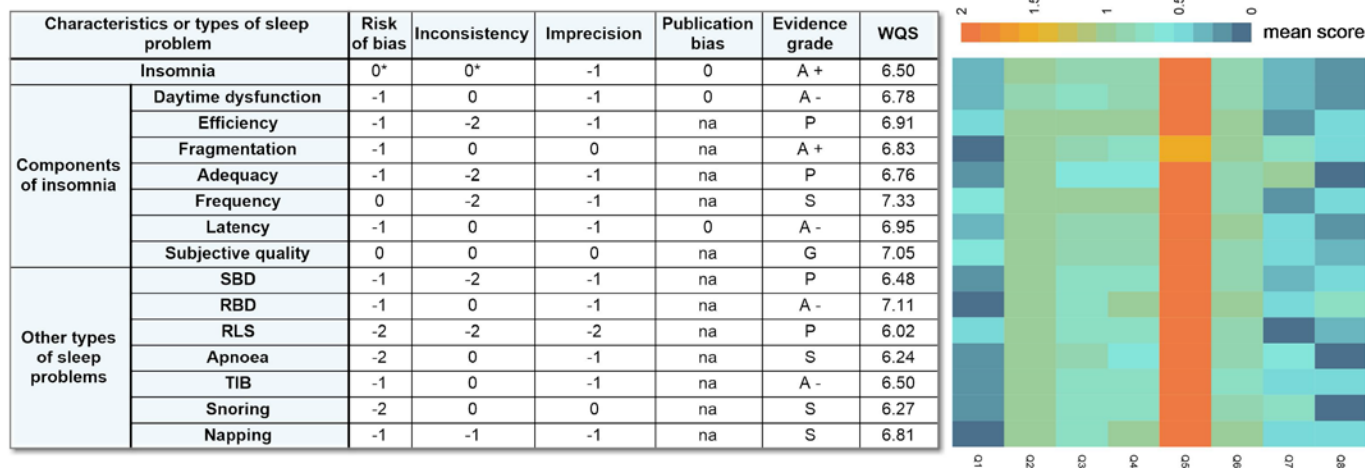 Characteristics or types of sleep problem Risk of bias Inconsistency Imprecision Publication bias Evidence grade WQS
Insomnia 0* 0* -1 0 A + 6.50
Components of insomnia
Daytime dysfunction -1 0 -1 0 A - 6.78
Efficiency -1 -2 -1 na P 6.91
Fragmentation -1 0 0 na A + 6.83
Adequacy -1 -2 -1 na P 6.76
Frequency 0 -2 -1 na S 7.33
Latency -1 0 -1 0 A - 6.95
Subjective quality 0 0 0 na G 7.05
Other types of sleep problems
SBD -1 -2 -1 na P 6.48
RBD -1 0 -1 na A - 7.11
RLS -2 -2 -2 na P 6.02
Apnoea -2 0 -1 na S 6.24
TIB -1 0 -1 na A - 6.50
Snoring -2 0 0 na S 6.27
Napping -1 -1 -1 na S 6.81
2 1.5 1 0.5 0
mean score
Q1 Q2 Q3 Q4 Q5 Q6 Q7 Q8